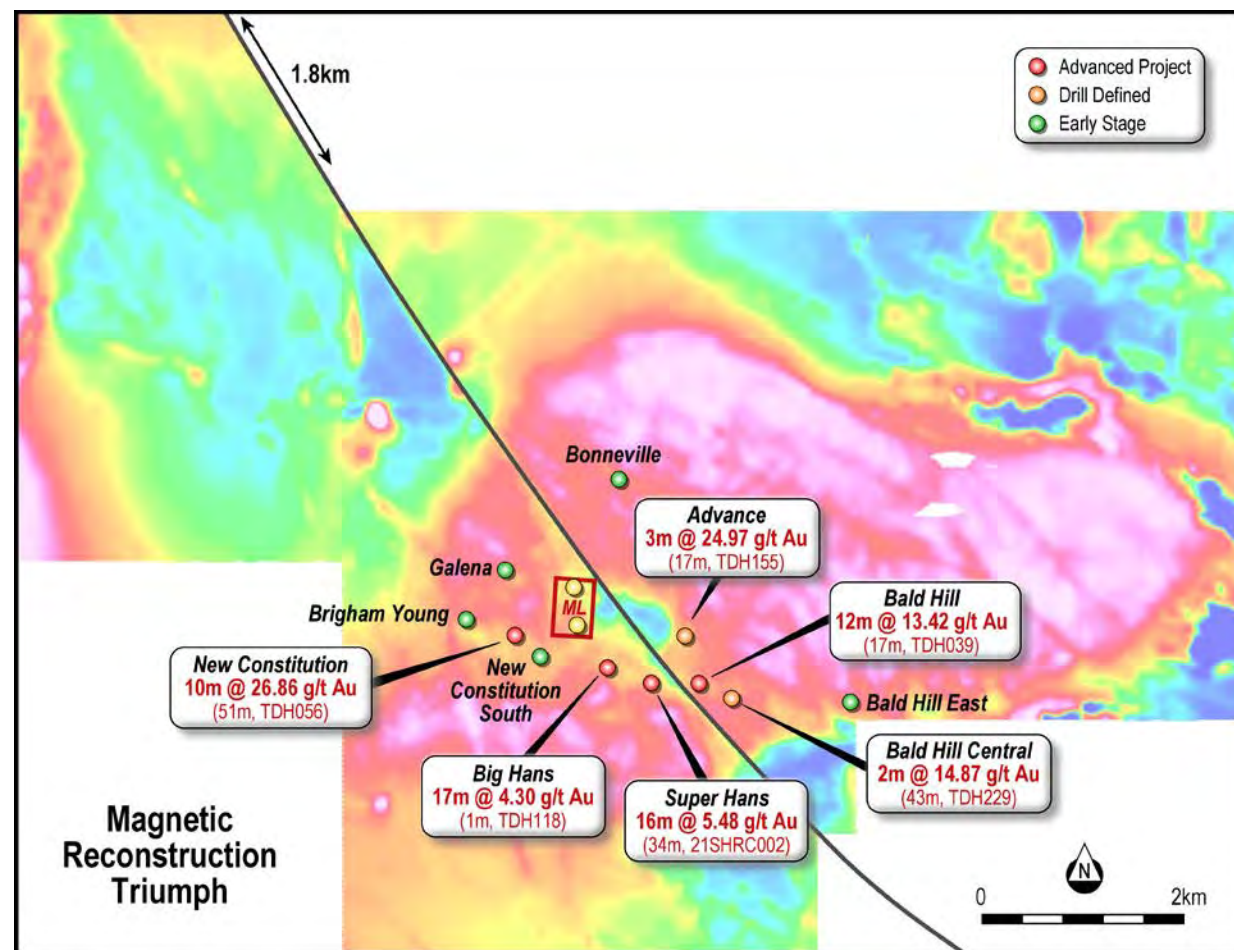 1.8km
Advanced Project
Drill Defined
Early Stage
Bonneville
Advance
3m @ 24.97 g/t Au
(17m, TDH155)
Galena
ML
Bald Hill
12m @ 13.42 g/t Au
(17m, TDH039)
Brigham Young
New Constitution
10m @ 26.86 g/t Au
(51m, TDH056)
New
Constitution
South
Bald Hill East
Big Hans
17m @ 4.30 g/t Au
(1m, TDH118)
Super Hans
16m @ 5.48 g/t Au
(34m, 21SHRC002)
Bald Hill Central
2m @ 14.87 g/t Au
(43m, TDH229)
Magnetic
Reconstruction
Triumph
N
0 2km